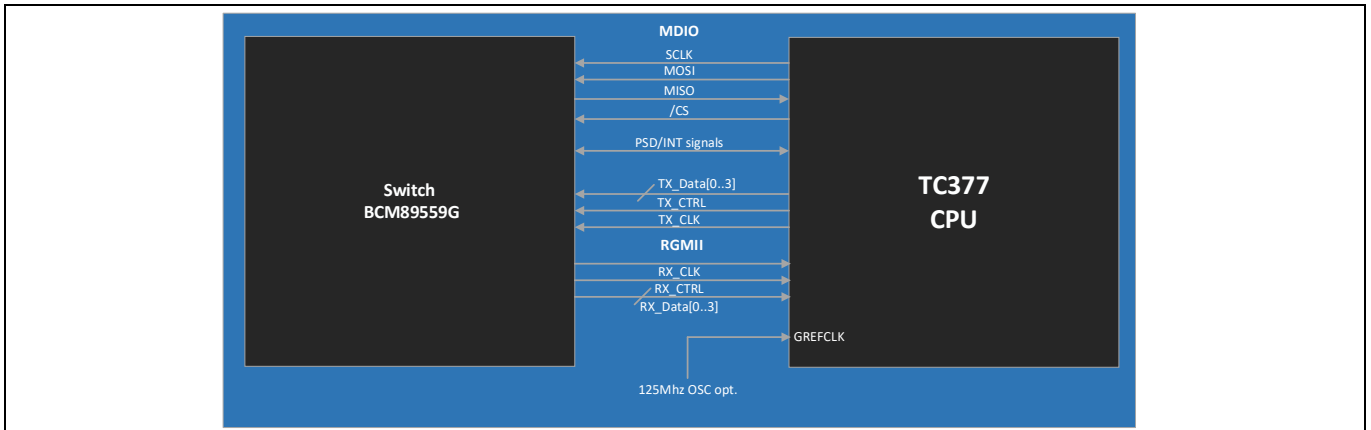 MDIO
SCLK
MOSI
MISO
/CS
PSD/INT signals
Switch
BCM89559G
TC377
CPU
TX_Data[0..3]
TX_CTRL
TX_CLK
RGMII
RX_CLK
RX_CTRL
RX_Data[0..3]
GREFCLK
125Mhz OSC opt.